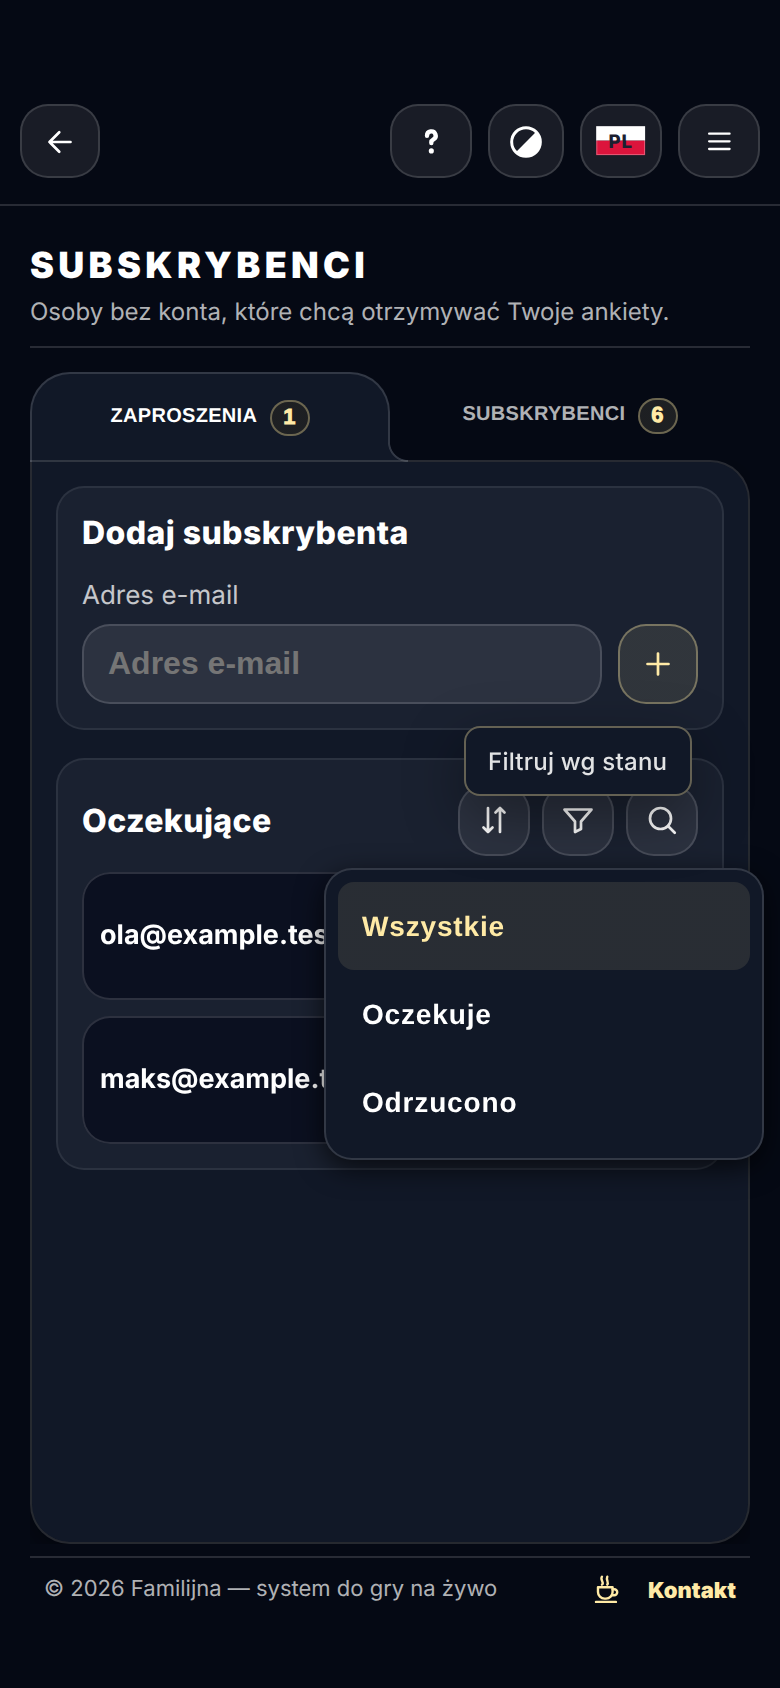 PL
SUBSKRYBENCI
Osoby bez konta, które chcą otrzymywać Twoje ankiety.
ZAPROSZENIA 1
SUBSKRYBENCI 6
Dodaj subskrybenta
Adres e-mail
Adres e-mail
Filtruj wg stanu
Oczekujące
ola@example.tes
Wszystkie
Oczekuje
maks@example.t
Odrzucono
© 2026 Familijna — system do gry na żywo
Kontakt